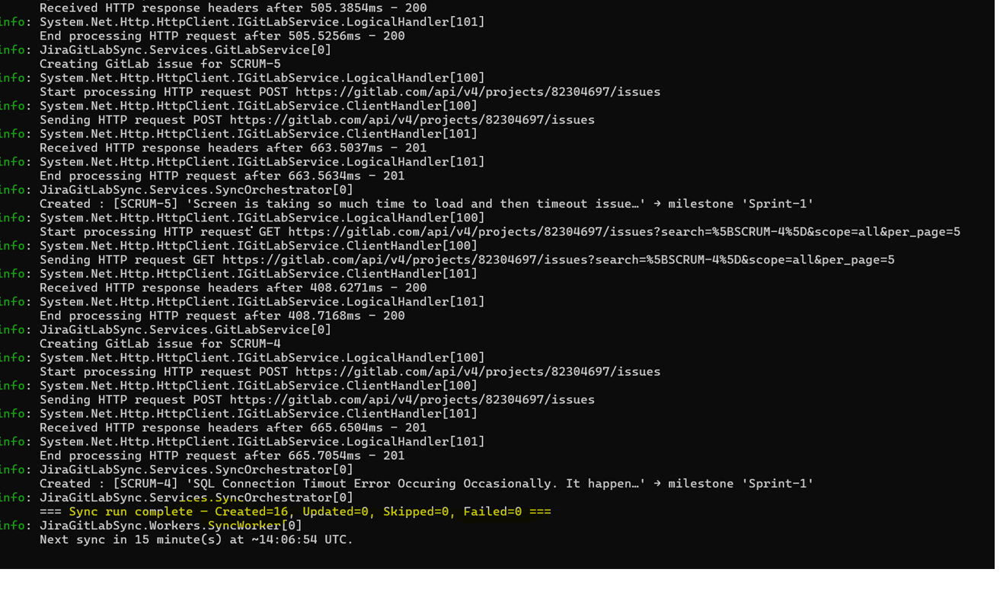 Received HTTP response headers after 505.3854ms - 200
info: System.Net.Http.HttpClient.IGitLabService.LogicalHandler[101]
End processing HTTP request after 505.5256ms - 200
info: JiraGitLabSync.Services.GitLabService[0]
Creating GitLab issue for SCRUM-5
info: System.Net.Http.HttpClient.IGitLabService.LogicalHandler[100]
Start processing HTTP request POST https://gitlab.com/api/v4/projects/82304697/issues
info: System.Net.Http.HttpClient.IGitLabService.ClientHandler[100]
Sending HTTP request POST https://gitlab.com/api/v4/projects/82304697/issues
info: System.Net.Http.HttpClient.IGitLabService.ClientHandler[101]
Received HTTP response headers after 663.5037ms - 201
info: System.Net.Http.HttpClient.IGitLabService.LogicalHandler[101]
End processing HTTP request after 663.5634ms - 201
info: JiraGitLabSync.Services.SyncOrchestrator[0]
Created : [SCRUM-5] 'Screen is taking so much time to load and then timeout issue…' → milestone 'Sprint-1'
info: System.Net.Http.HttpClient.IGitLabService.LogicalHandler[100]
Start processing HTTP request GET https://gitlab.com/api/v4/projects/82304697/issues?search=%5BSCRUM-4%5D&scope=all&per_page=5
info: System.Net.Http.HttpClient.IGitLabService.ClientHandler[100]
Sending HTTP request GET https://gitlab.com/api/v4/projects/82304697/issues?search=%5BSCRUM-4%5D&scope=all&per_page=5
info: System.Net.Http.HttpClient.IGitLabService.ClientHandler[101]
Received HTTP response headers after 408.6271ms - 200
info: System.Net.Http.HttpClient.IGitLabService.LogicalHandler[101]
End processing HTTP request after 408.7168ms - 200
info: JiraGitLabSync.Services.GitLabService[0]
Creating GitLab issue for SCRUM-4
info: System.Net.Http.HttpClient.IGitLabService.LogicalHandler[100]
Start processing HTTP request POST https://gitlab.com/api/v4/projects/82304697/issues
info: System.Net.Http.HttpClient.IGitLabService.ClientHandler[100]
Sending HTTP request POST https://gitlab.com/api/v4/projects/82304697/issues
info: System.Net.Http.HttpClient.IGitLabService.ClientHandler[101]
Received HTTP response headers after 665.6504ms - 201
info: System.Net.Http.HttpClient.IGitLabService.LogicalHandler[101]
End processing HTTP request after 665.7054ms - 201
info: JiraGitLabSync.Services.SyncOrchestrator[0]
Created : [SCRUM-4] 'SQL Connection Timout Error Occuring Occasionally. It happen…' → milestone 'Sprint-1'
info: JiraGitLabSync.Services.SyncOrchestrator[0]
=== Sync run complete — Created=16, Updated=0, Skipped=0, Failed=0 ===
info: JiraGitLabSync.Workers.SyncWorker[0]
Next sync in 15 minute(s) at ~14:06:54 UTC.